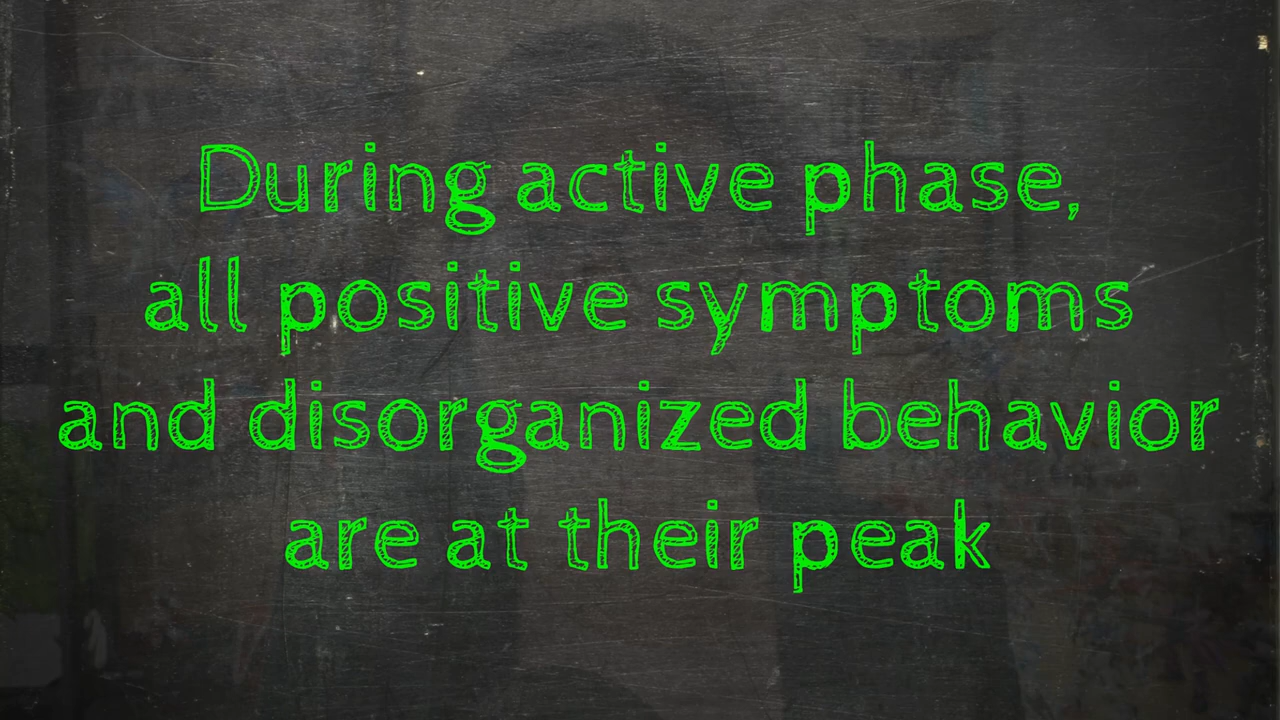 During active phase,
all positive symptoms
and disorganized behavior
are at their peak